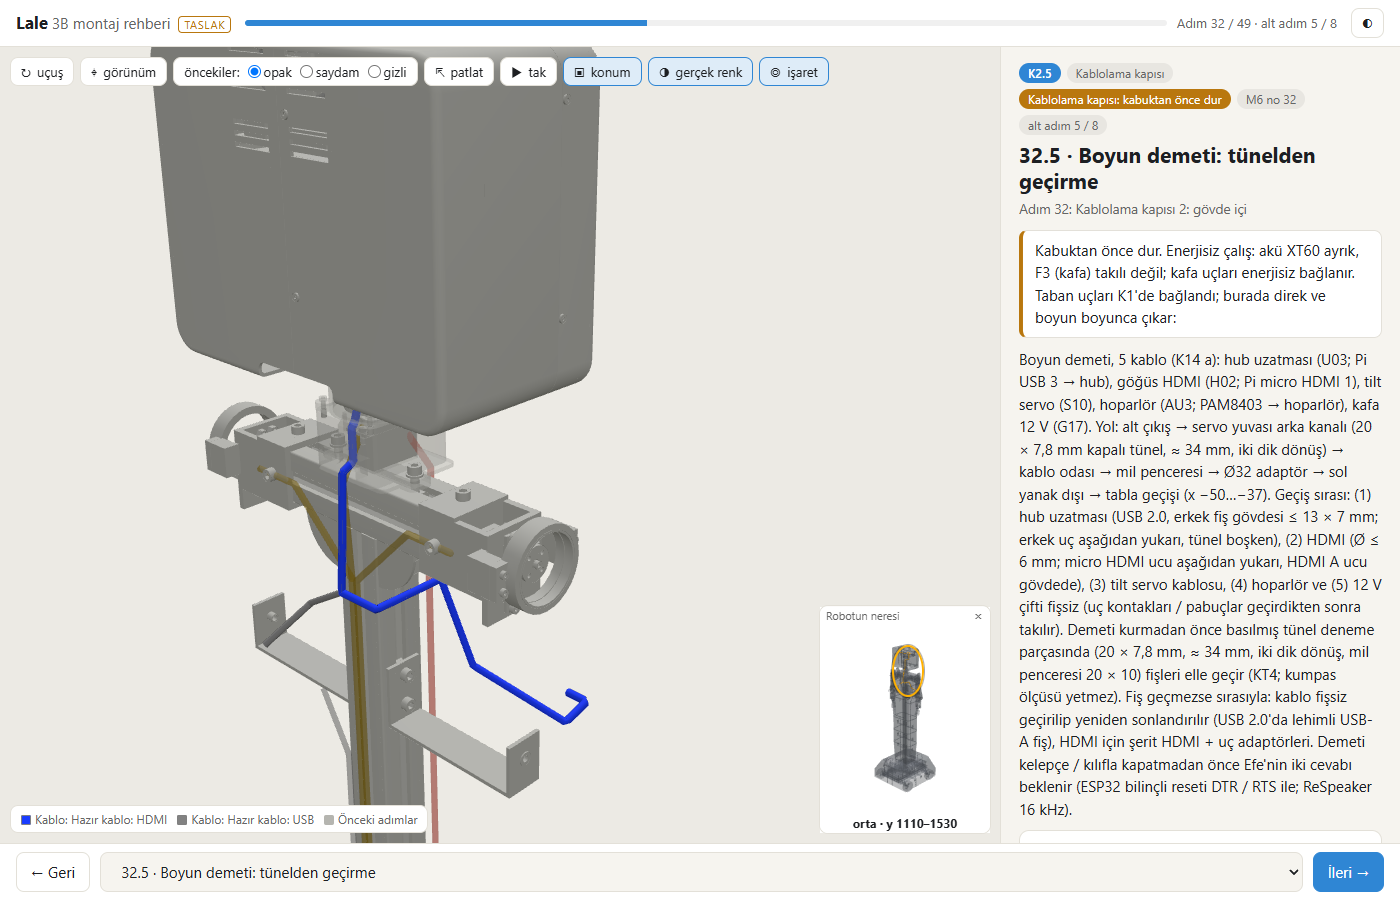 Lale 3B montaj rehberi TASLAK
Adım 32 / 49 · alt adım 5 / 8
◐
↻ uçuş
⌖ görünüm
öncekiler: opak saydam gizli
⇱ patlat
▶ tak
▣ konum
◑ gerçek renk
◎ işaret
K2.5 Kablolama kapısı
Kablolama kapısı: kabuktan önce dur M6 no 32
alt adım 5 / 8
32.5 · Boyun demeti: tünelden
geçirme
Adım 32: Kablolama kapısı 2: gövde içi
Kabuktan önce dur. Enerjisiz çalış: akü XT60 ayrık,
F3 (kafa) takılı değil; kafa uçları enerjisiz bağlanır.
Taban uçları K1'de bağlandı; burada direk ve
boyun boyunca çıkar:
Boyun demeti, 5 kablo (K14 a): hub uzatması (U03; Pi
USB 3 → hub), göğüs HDMI (H02; Pi micro HDMI 1), tilt
servo (S10), hoparlör (AU3; PAM8403 → hoparlör), kafa
12 V (G17). Yol: alt çıkış → servo yuvası arka kanalı (20
× 7,8 mm kapalı tünel, ≈ 34 mm, iki dik dönüş) →
kablo odası → mil penceresi → Ø32 adaptör → sol
yanak dışı → tabla geçişi (x −50…−37). Geçiş sırası: (1)
hub uzatması (USB 2.0, erkek fiş gövdesi ≤ 13 × 7 mm;
erkek uç aşağıdan yukarı, tünel boşken), (2) HDMI (Ø ≤
6 mm; micro HDMI ucu aşağıdan yukarı, HDMI A ucu
gövdede), (3) tilt servo kablosu, (4) hoparlör ve (5) 12 V
çifti fişsiz (uç kontakları / pabuçlar geçirdikten sonra
takılır). Demeti kurmadan önce basılmış tünel deneme
parçasında (20 × 7,8 mm, ≈ 34 mm, iki dik dönüş, mil
penceresi 20 × 10) fişleri elle geçir (KT4; kumpas
ölçüsü yetmez). Fiş geçmezse sırasıyla: kablo fişsiz
geçirilip yeniden sonlandırılır (USB 2.0'da lehimli USB-
A fiş), HDMI için şerit HDMI + uç adaptörleri. Demeti
kelepçe / kılıfla kapatmadan önce Efe'nin iki cevabı
beklenir (ESP32 bilinçli reseti DTR / RTS ile; ReSpeaker
16 kHz).
Robotun neresi ×
orta · y 1110–1530
Kablo: Hazır kablo: HDMI Kablo: Hazır kablo: USB Önceki adımlar
← Geri
32.5 · Boyun demeti: tünelden geçirme
İleri →